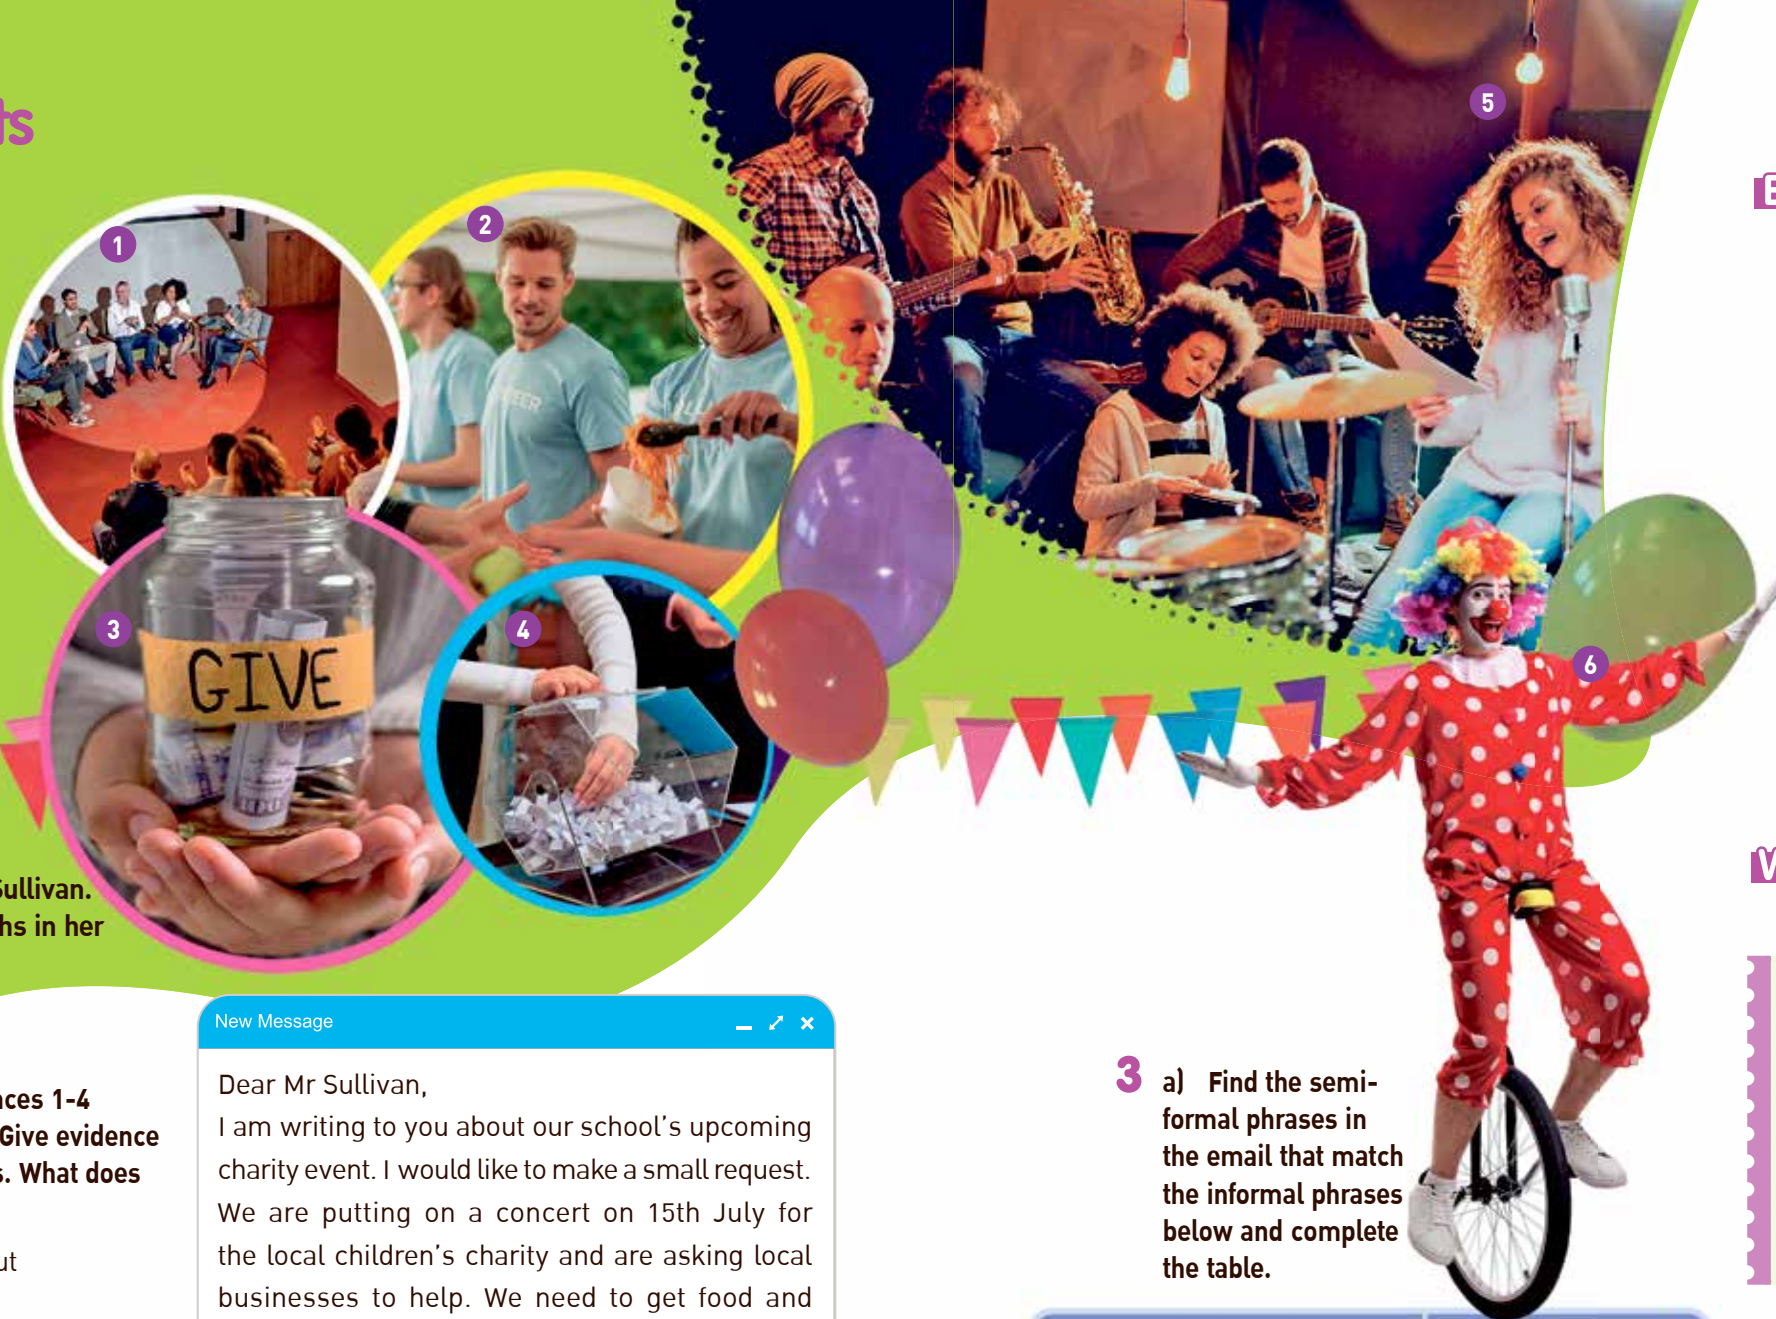 ts
1
2
5
3
GIVE
4
6
Sullivan.
hs in her
nces 1-4
Give evidence
s. What does
ut
New Message
Dear Mr Sullivan,
I am writing to you about our school's upcoming
charity event. I would like to make a small request.
We are putting on a concert on 15th July for
the local children's charity and are asking local
businesses to help. We need to get food and
3 a) Find the semi-
formal phrases in
the email that match
the informal phrases
below and complete
the table.